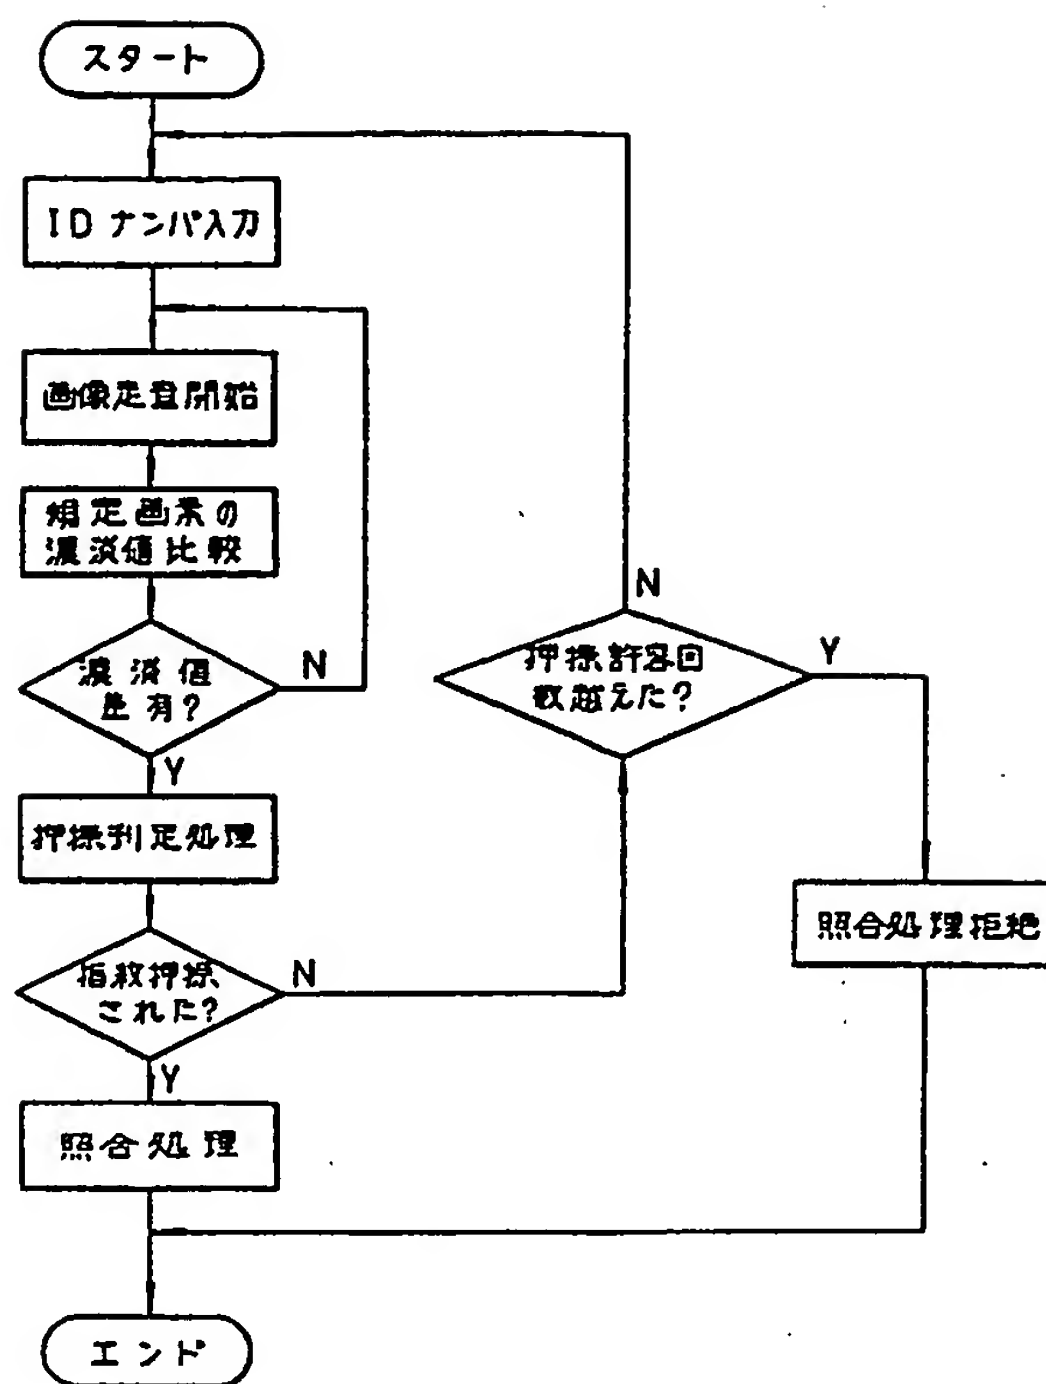 スタート
IDナンバ入力
画像走査開始
規定画素の
濃淡値比較
濃淡値
差有?
N
Y
押捺判定処理
指紋押捺
された?
N
Y
照合処理
押捺許容回
数越えた?
N
Y
照合処理拒絶
エンド